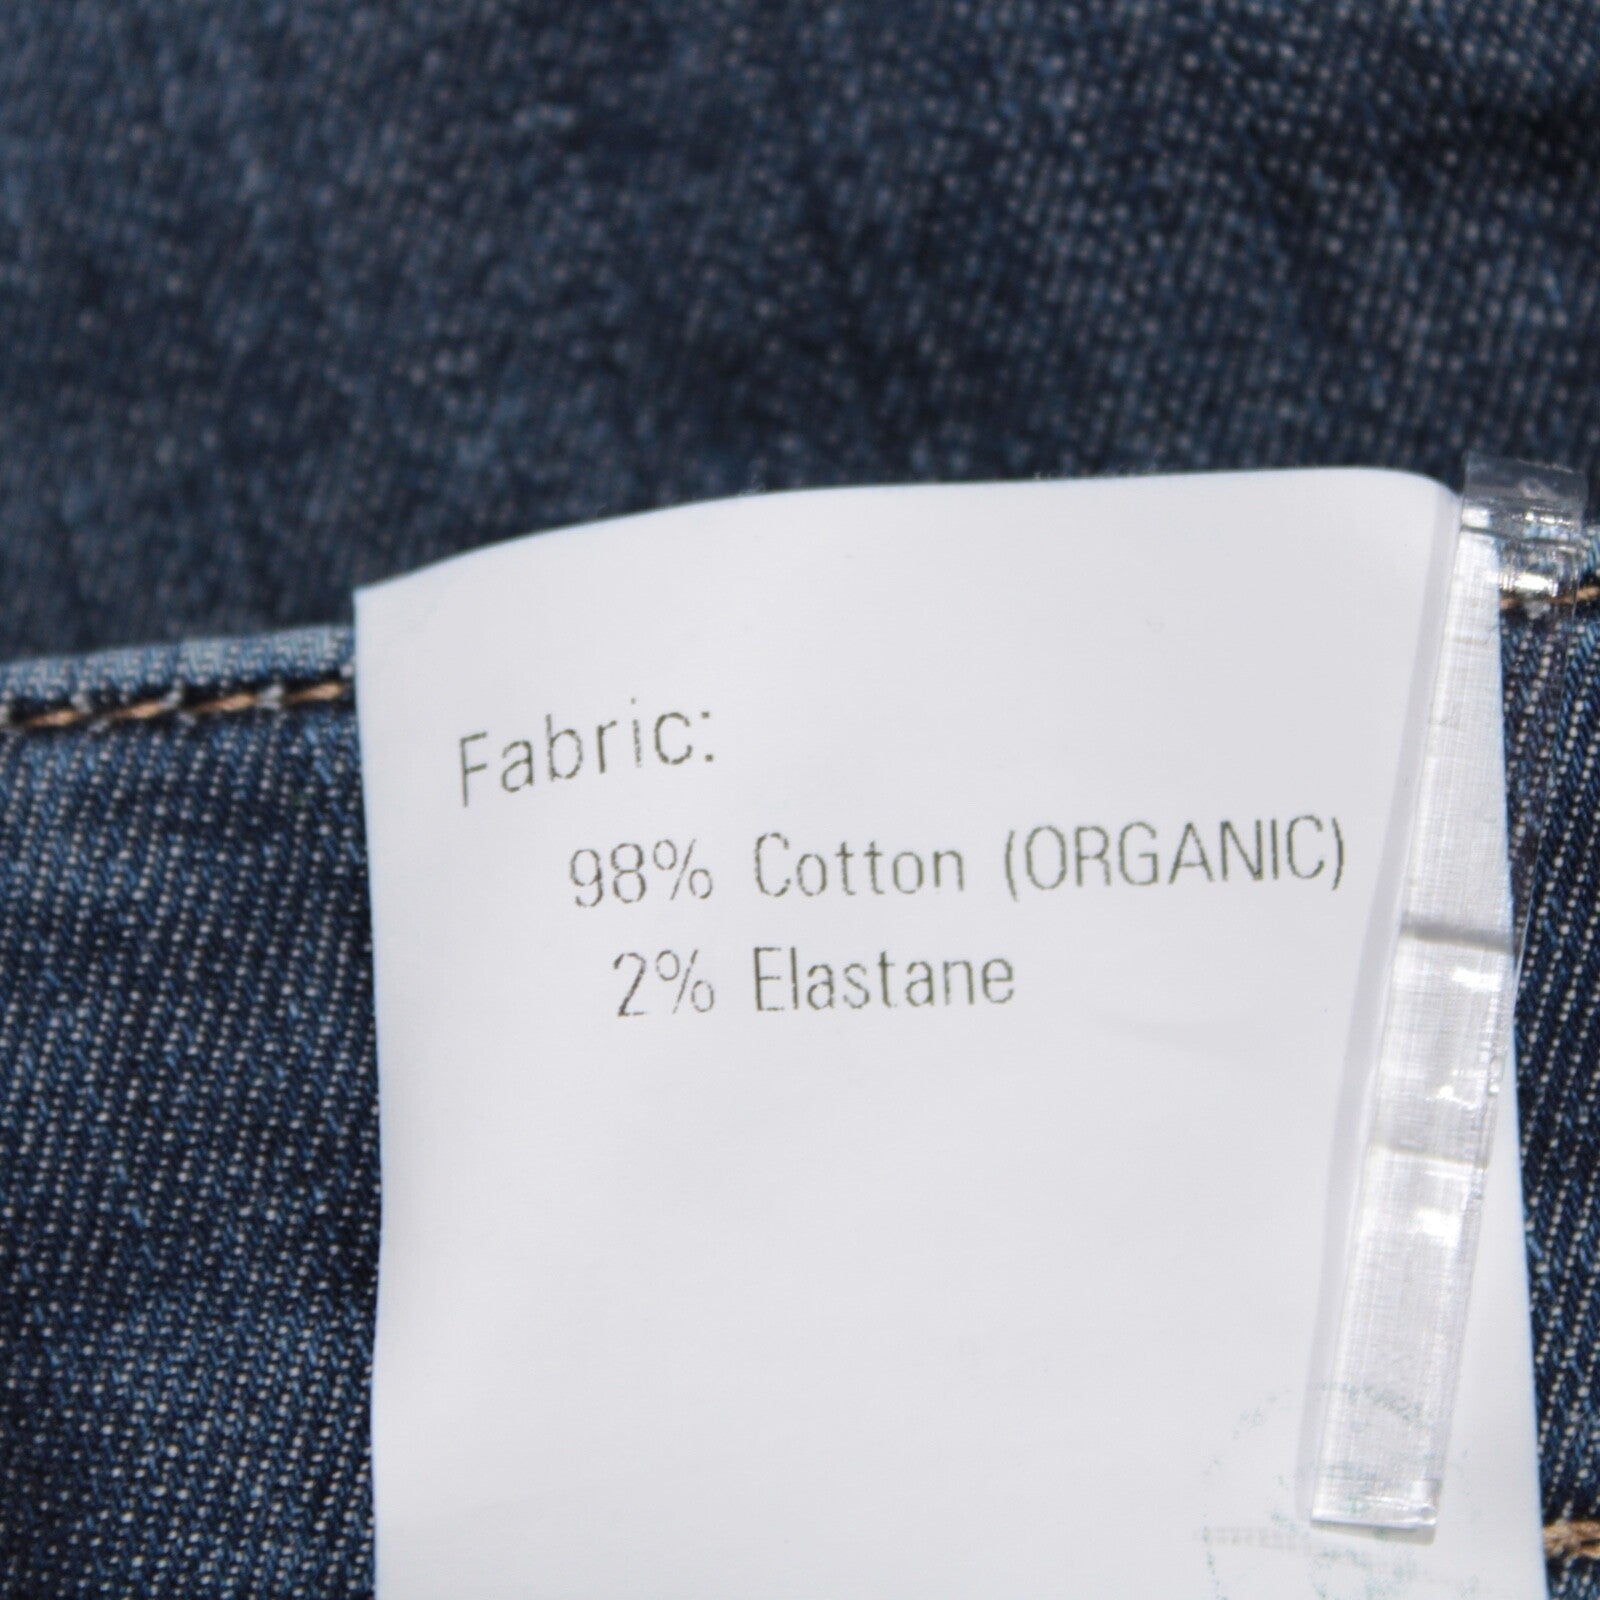 Fabric:
98% Cotton (ORGANIC)
2% Elastane